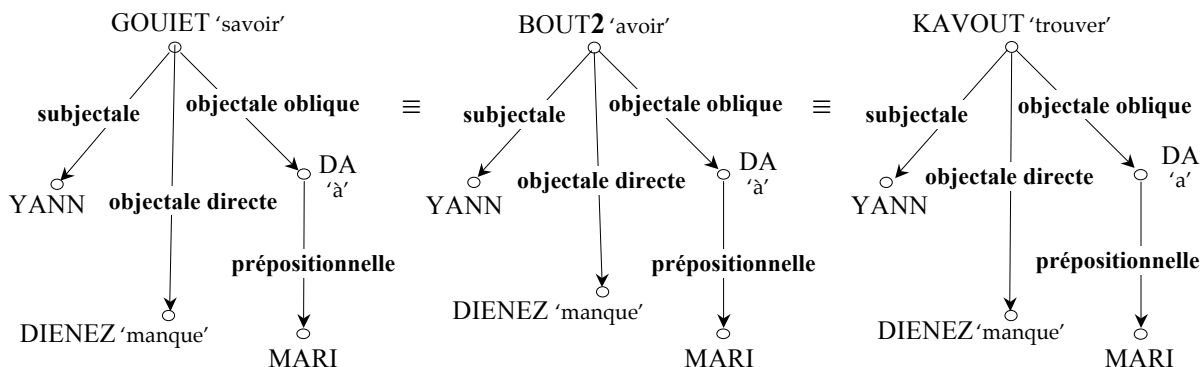 GOUIET 'savoir' BOUT2 'avoir' KAVOUT 'trouver'
subjectale objectale oblique ≡ subjectale objectale oblique ≡ subjectale objectale oblique
DA DA DA
'à' 'à' 'a'
YANN objectale directe YANN objectale directe YANN objectale directe
prépositionnelle prépositionnelle prépositionnelle
DIENEZ 'manque' DIENEZ 'manque' DIENEZ 'manque'
MARI MARI MARI